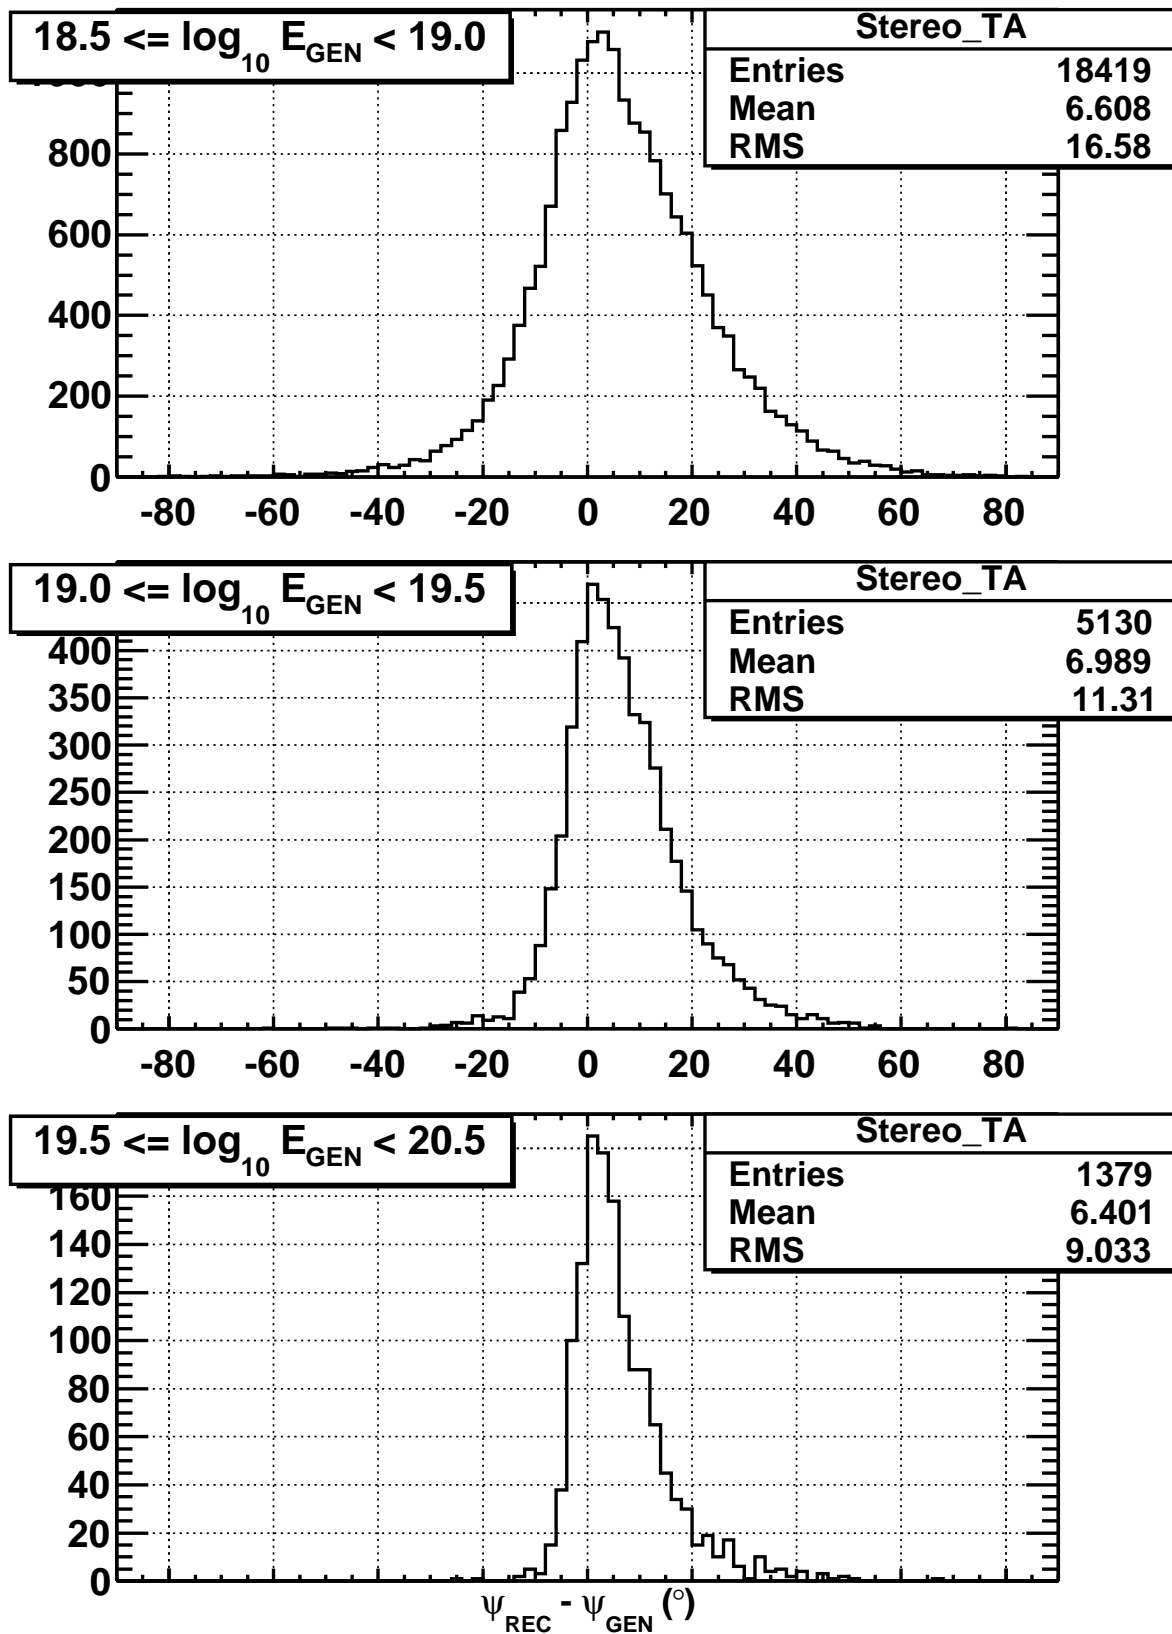 18.5 <= log10 EGEN < 19.0
Stereo_TA
Entries 18419
Mean 6.608
RMS 16.58
800
600
400
200
0
-80 -60 -40 -20 0 20 40 60 80
19.0 <= log10 EGEN < 19.5
Stereo_TA
Entries 5130
Mean 6.989
RMS 11.31
400
350
300
250
200
150
100
50
0
-80 -60 -40 -20 0 20 40 60 80
19.5 <= log10 EGEN < 20.5
Stereo_TA
Entries 1379
Mean 6.401
RMS 9.033
160
140
120
100
80
60
40
20
0
ψREC - ψGEN (°)